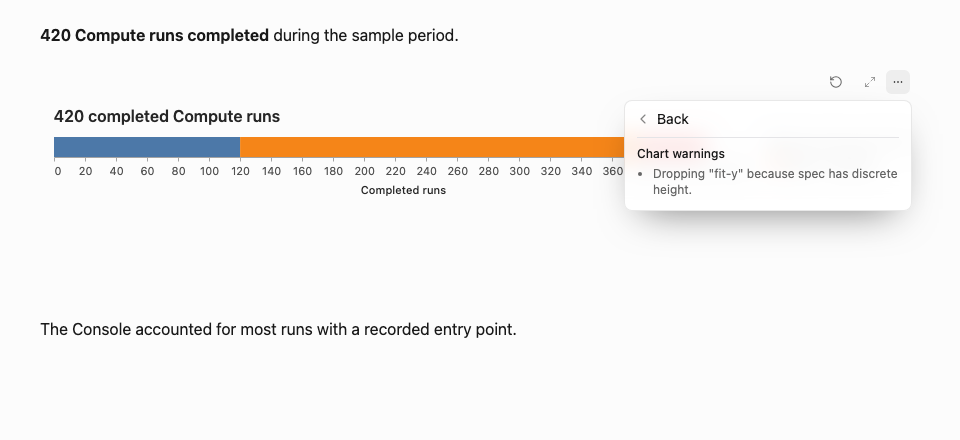 420 Compute runs completed during the sample period.
420 completed Compute runs
Back
Chart warnings
• Dropping "fit-y" because spec has discrete
height.
0 20 40 60 80 100 120 140 160 180 200 220 240 260 280 300 320 340 360
Completed runs
The Console accounted for most runs with a recorded entry point.